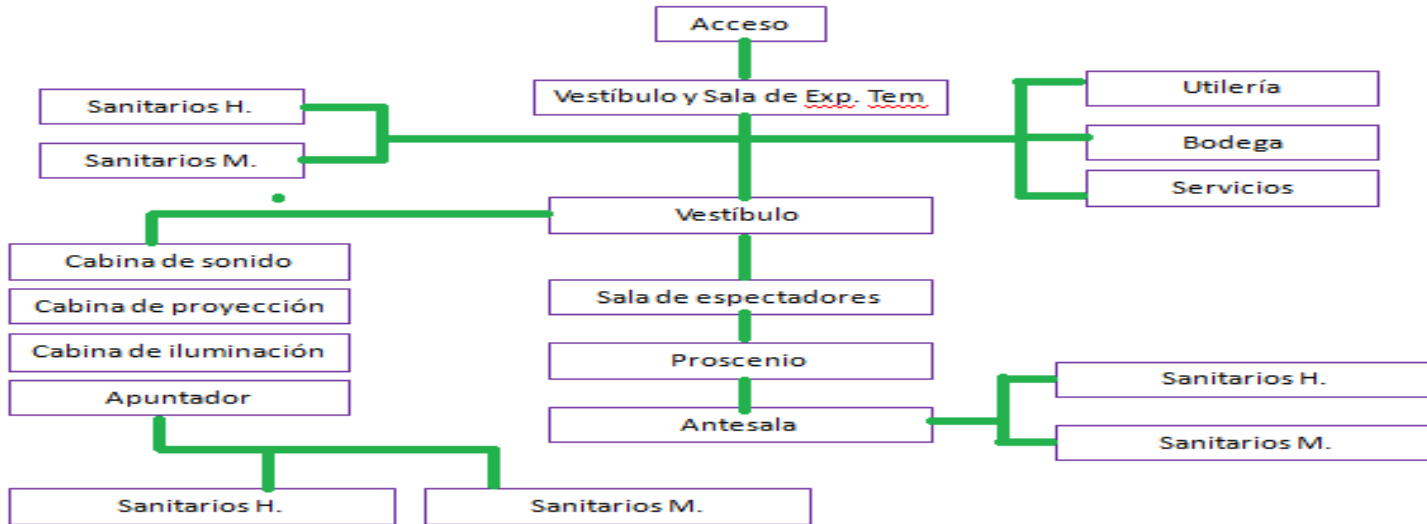 Acceso
Vestíbulo y Sala de Exp. Tem
Sanitarios H.
Sanitarios M.
Utilería
Bodega
Servicios
Vestíbulo
Cabina de sonido
Cabina de proyección
Cabina de iluminación
Apuntador
Sala de espectadores
Proscenio
Antesala
Sanitarios H.
Sanitarios M.
Sanitarios H.
Sanitarios M.